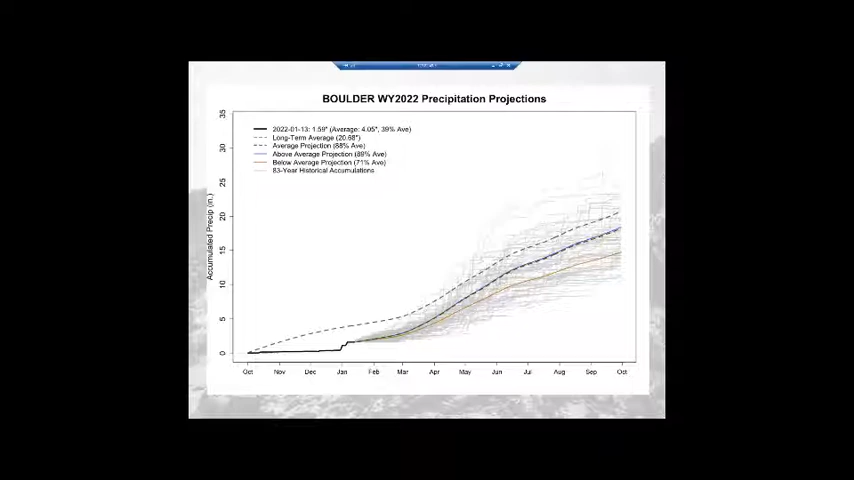 BOULDER WY2022 Precipitation Projections
35
30
25
20
15
10
5
0
Accumulated Precip (in.)
2022-01-13: 1.59" (Average: 4.05", 39% Ave)
Long-Term Average (20.68")
Average Projection (88% Ave)
Above Average Projection (89% Ave)
Below Average Projection (71% Ave)
83-Year Historical Accumulations
Oct Nov Dec Jan Feb Mar Apr May Jun Jul Aug Sep Oct